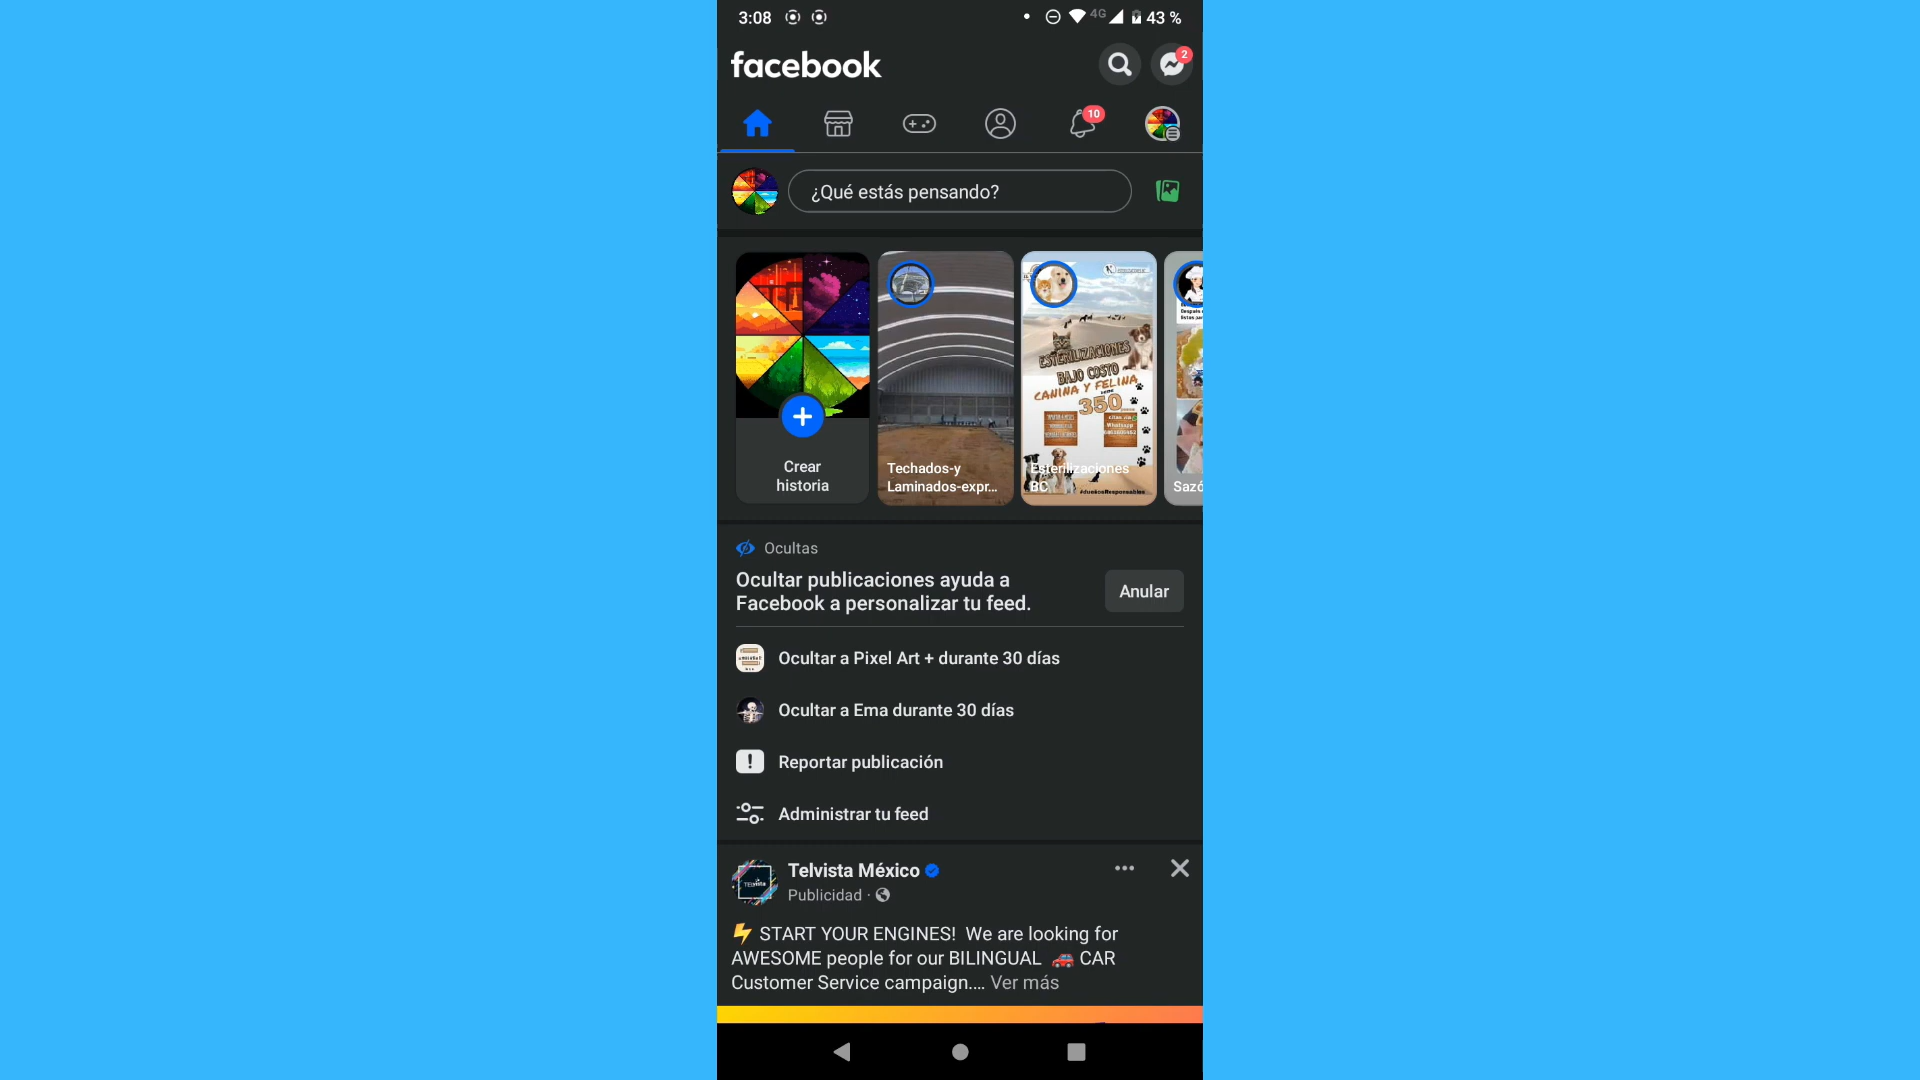 3:08
4G
43 %
facebook
2
10
¿Qué estás pensando?
ESTERILIZACIONES
BAJO COSTO
CANINA Y FELINA
350
Whatsapp
#dueñosResponsables
Crear
historia
Techados-y
Laminados-expr...
Esterilizaciones
BC
Sazó
Ocultas
Ocultar publicaciones ayuda a
Facebook a personalizar tu feed.
Anular
Ocultar a Pixel Art + durante 30 días
Ocultar a Ema durante 30 días
Reportar publicación
Administrar tu feed
Telvista México
Publicidad ·
START YOUR ENGINES! We are looking for
AWESOME people for our BILINGUAL CAR
Customer Service campaign.... Ver más